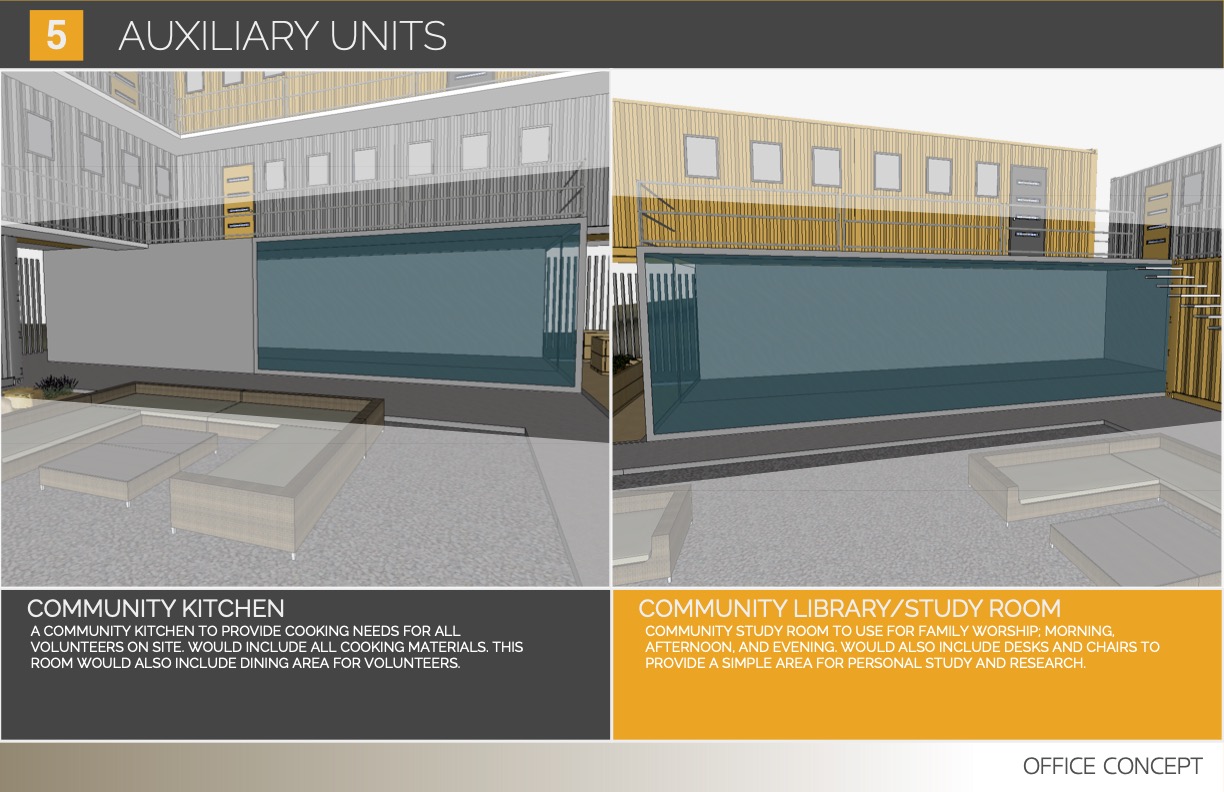 5 AUXILIARY UNITS
COMMUNITY KITCHEN
A COMMUNITY KITCHEN TO PROVIDE COOKING NEEDS FOR ALL
VOLUNTEERS ON SITE. WOULD INCLUDE ALL COOKING MATERIALS. THIS
ROOM WOULD ALSO INCLUDE DINING AREA FOR VOLUNTEERS.
COMMUNITY LIBRARY/STUDY ROOM
COMMUNITY STUDY ROOM TO USE FOR FAMILY WORSHIP; MORNING,
AFTERNOON, AND EVENING. WOULD ALSO INCLUDE DESKS AND CHAIRS TO
PROVIDE A SIMPLE AREA FOR PERSONAL STUDY AND RESEARCH.
OFFICE CONCEPT